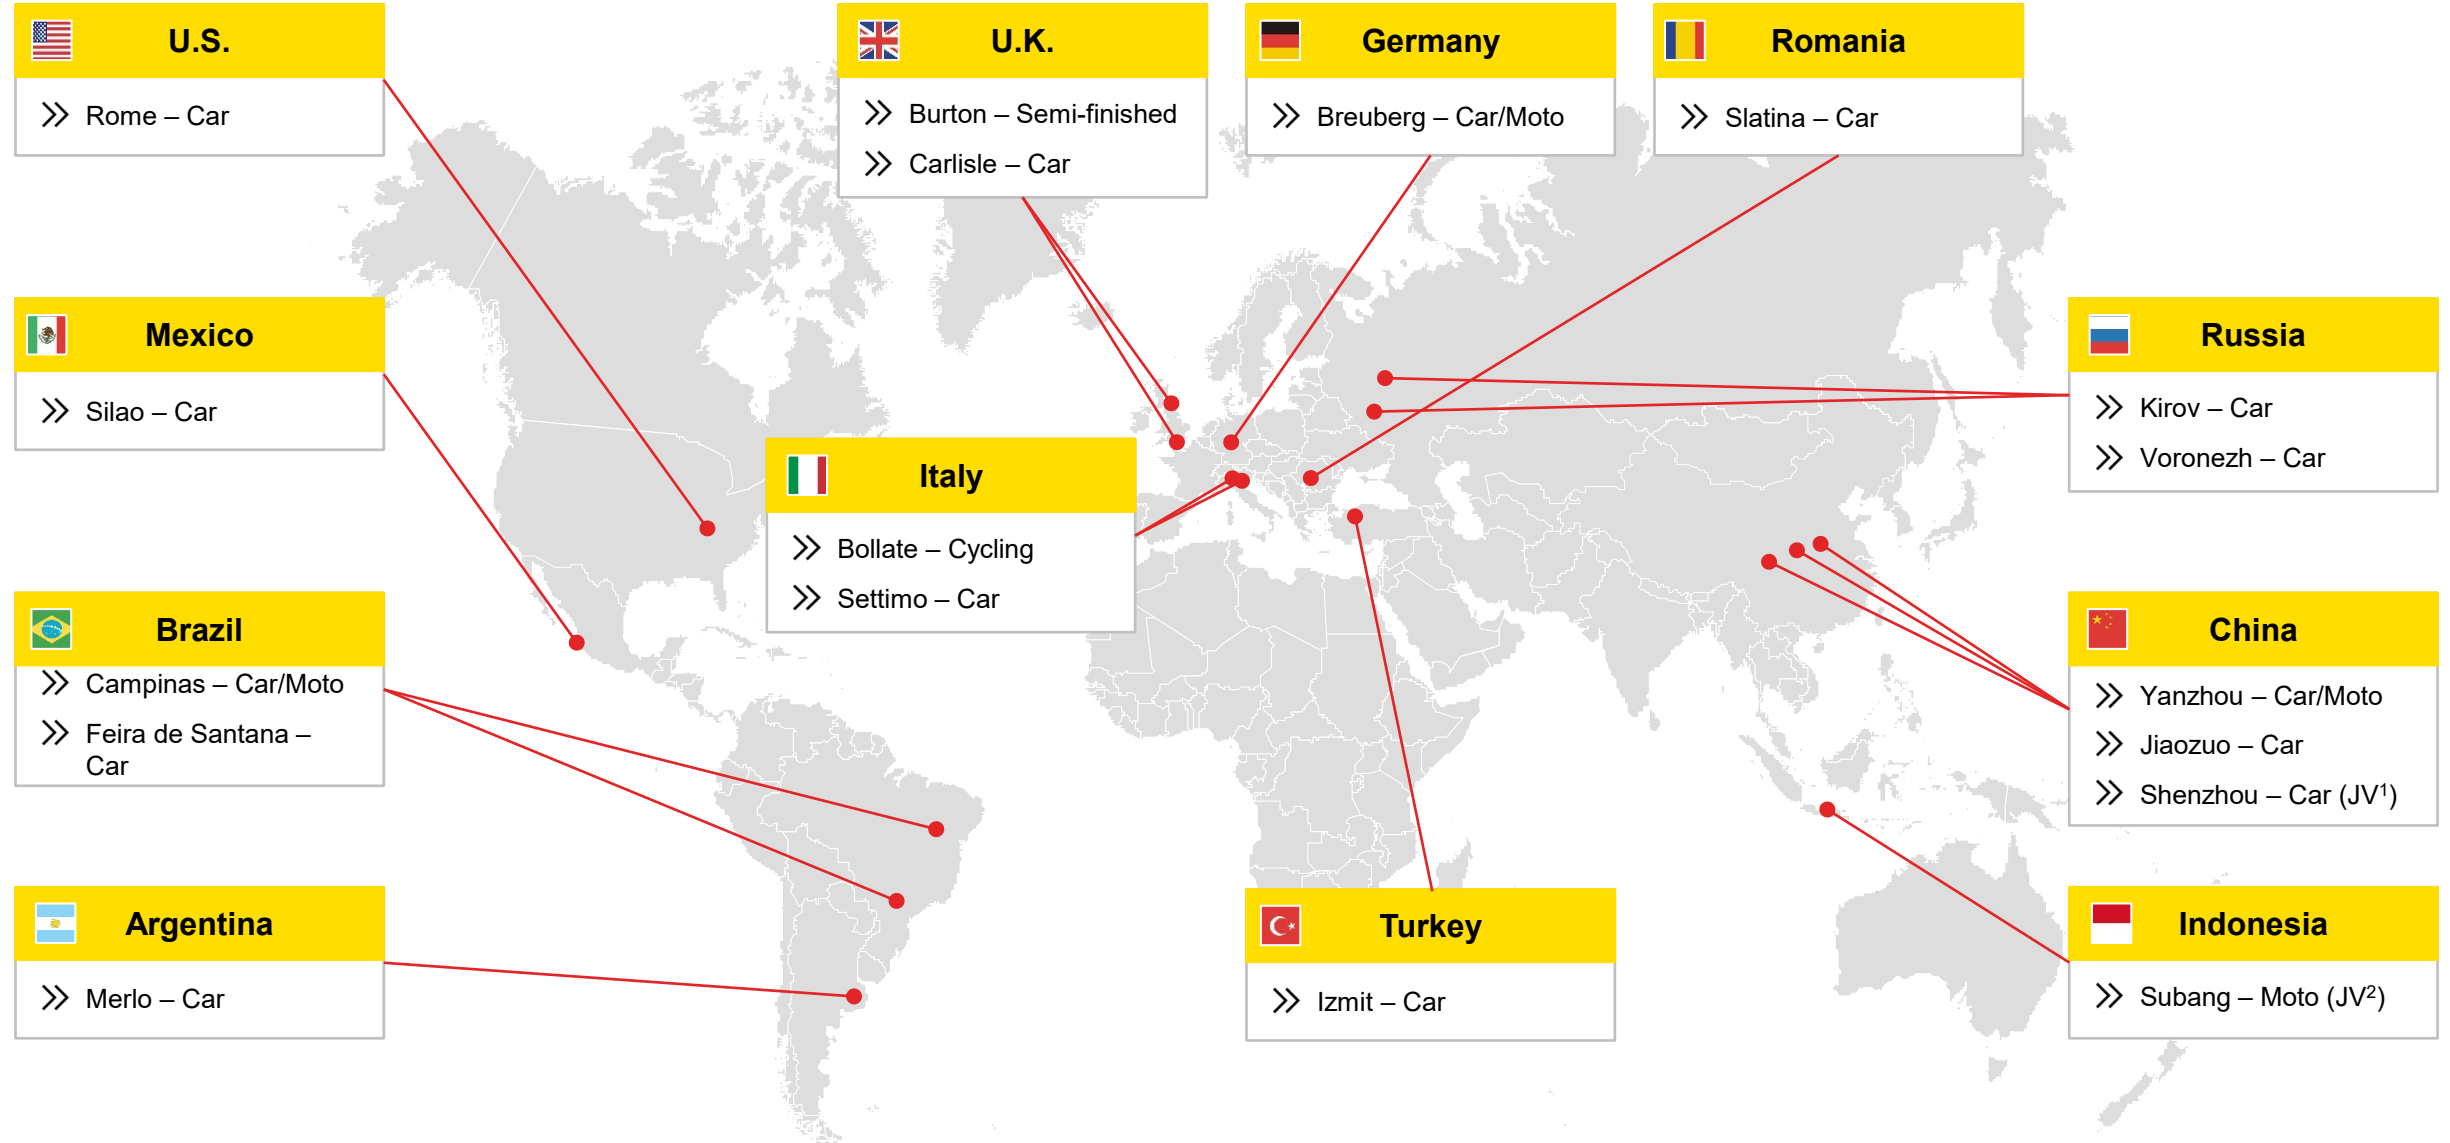 U.S.
Rome – Car
U.K.
Burton – Semi-finished
Carlisle – Car
Germany
Breuberg – Car/Moto
Romania
Slatina – Car
Mexico
Silao – Car
Italy
Bollate – Cycling
Settimo – Car
Russia
Kirov – Car
Voronezh – Car
Brazil
Campinas – Car/Moto
Feira de Santana –
Car
China
Yanzhou – Car/Moto
Jiaozuo – Car
Shenzhou – Car (JV¹)
Argentina
Merlo – Car
Turkey
Izmit – Car
Indonesia
Subang – Moto (JV²)